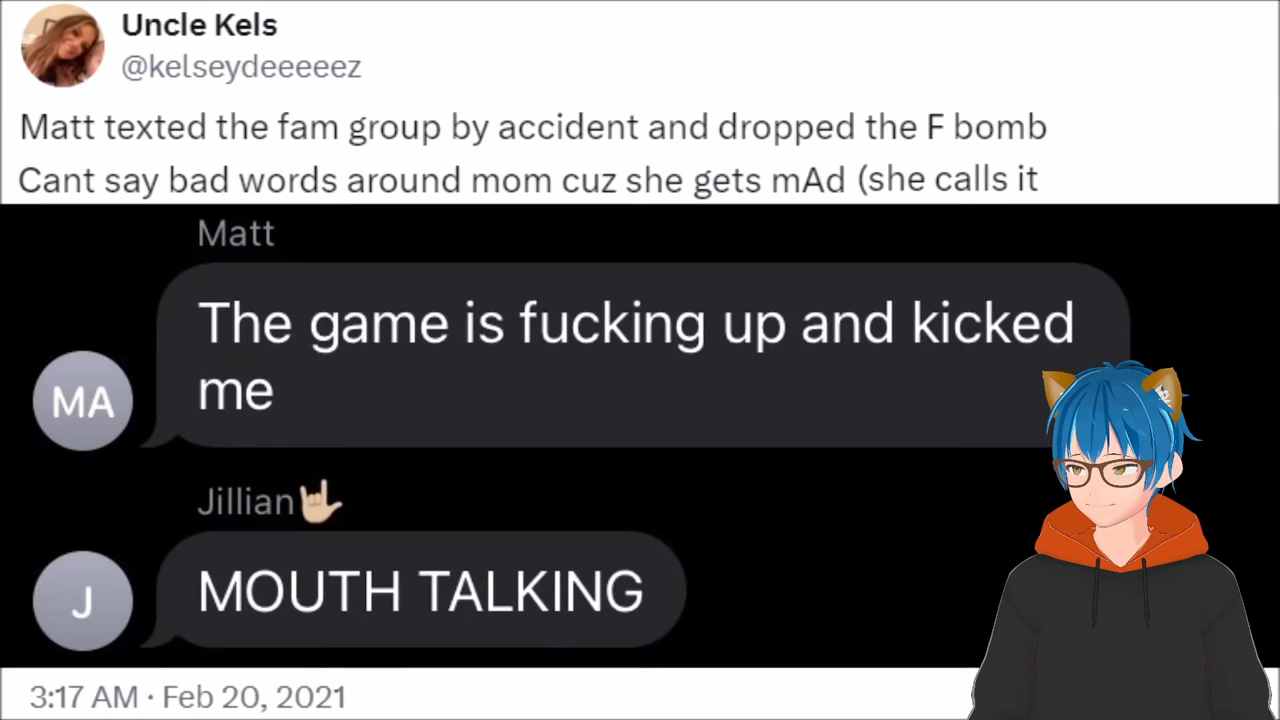 Uncle Kels
@kelseydeeeeez
Matt texted the fam group by accident and dropped the F bomb
Cant say bad words around mom cuz she gets mAd (she calls it
Matt
The game is fucking up and kicked
me
MA
Jillian🤟🏼
MOUTH TALKING
J
3:17 AM · Feb 20, 2021